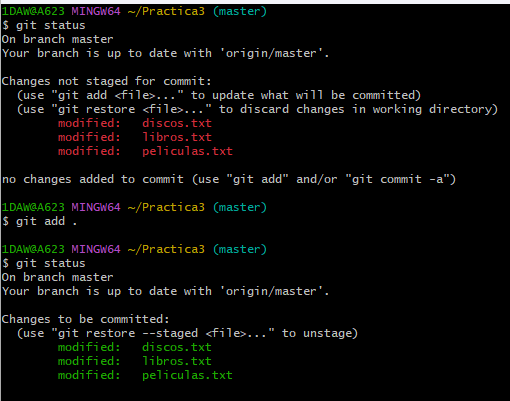 1DAW@A623 MINGW64 ~/Practica3 (master)
$ git status
On branch master
Your branch is up to date with 'origin/master'.

Changes not staged for commit:
  (use "git add <file>..." to update what will be committed)
  (use "git restore <file>..." to discard changes in working directory)
        modified:   discos.txt
        modified:   libros.txt
        modified:   peliculas.txt

no changes added to commit (use "git add" and/or "git commit -a")

1DAW@A623 MINGW64 ~/Practica3 (master)
$ git add .

1DAW@A623 MINGW64 ~/Practica3 (master)
$ git status
On branch master
Your branch is up to date with 'origin/master'.

Changes to be committed:
  (use "git restore --staged <file>..." to unstage)
        modified:   discos.txt
        modified:   libros.txt
        modified:   peliculas.txt